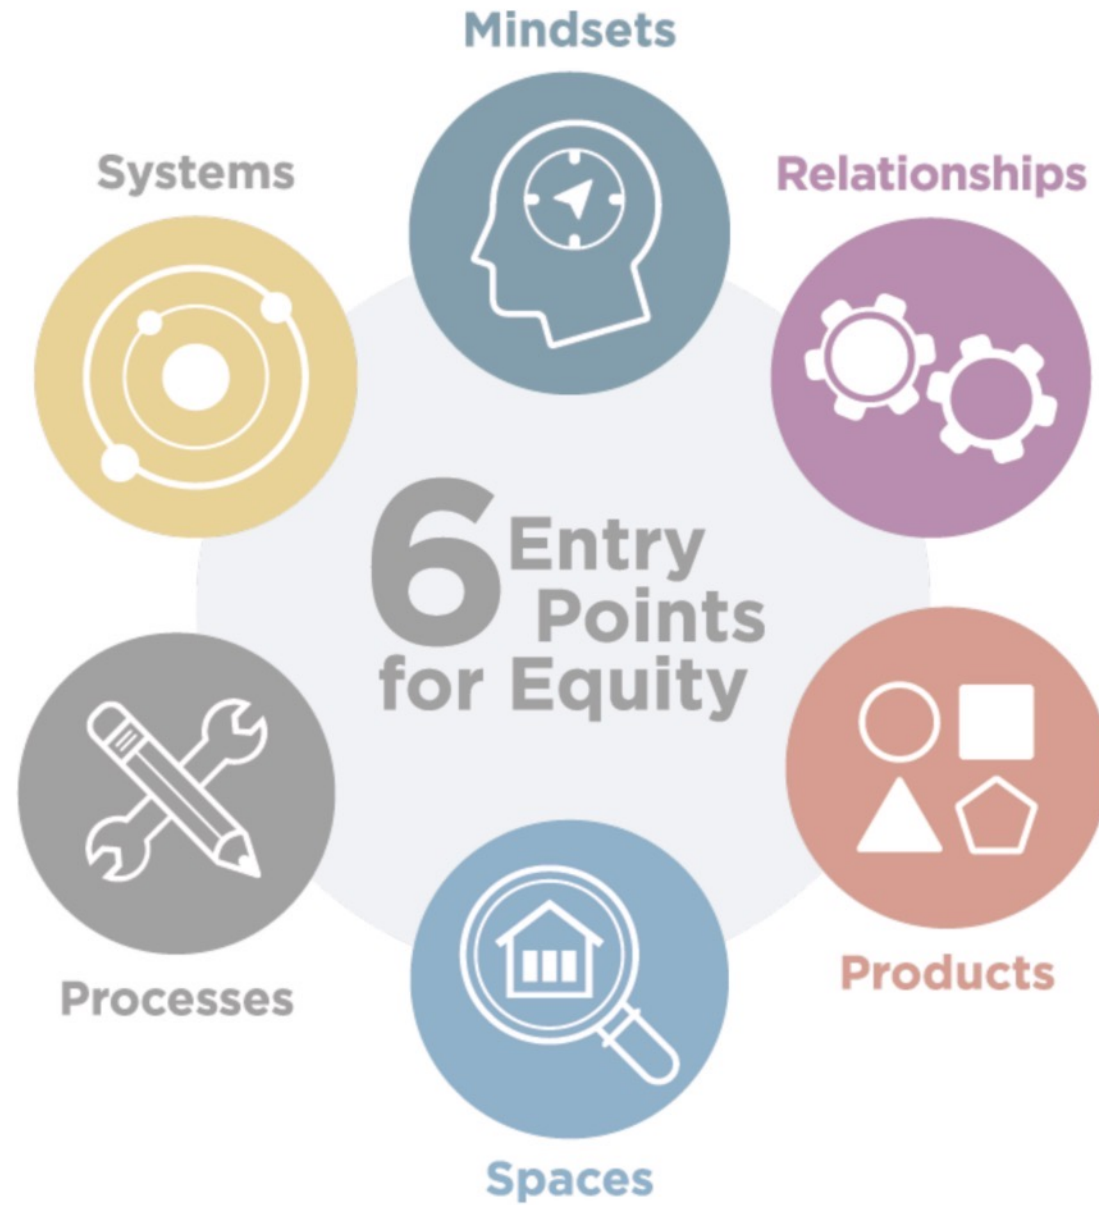 Mindsets
Systems
Relationships
6 Entry
Points
for Equity
Processes
Products
Spaces